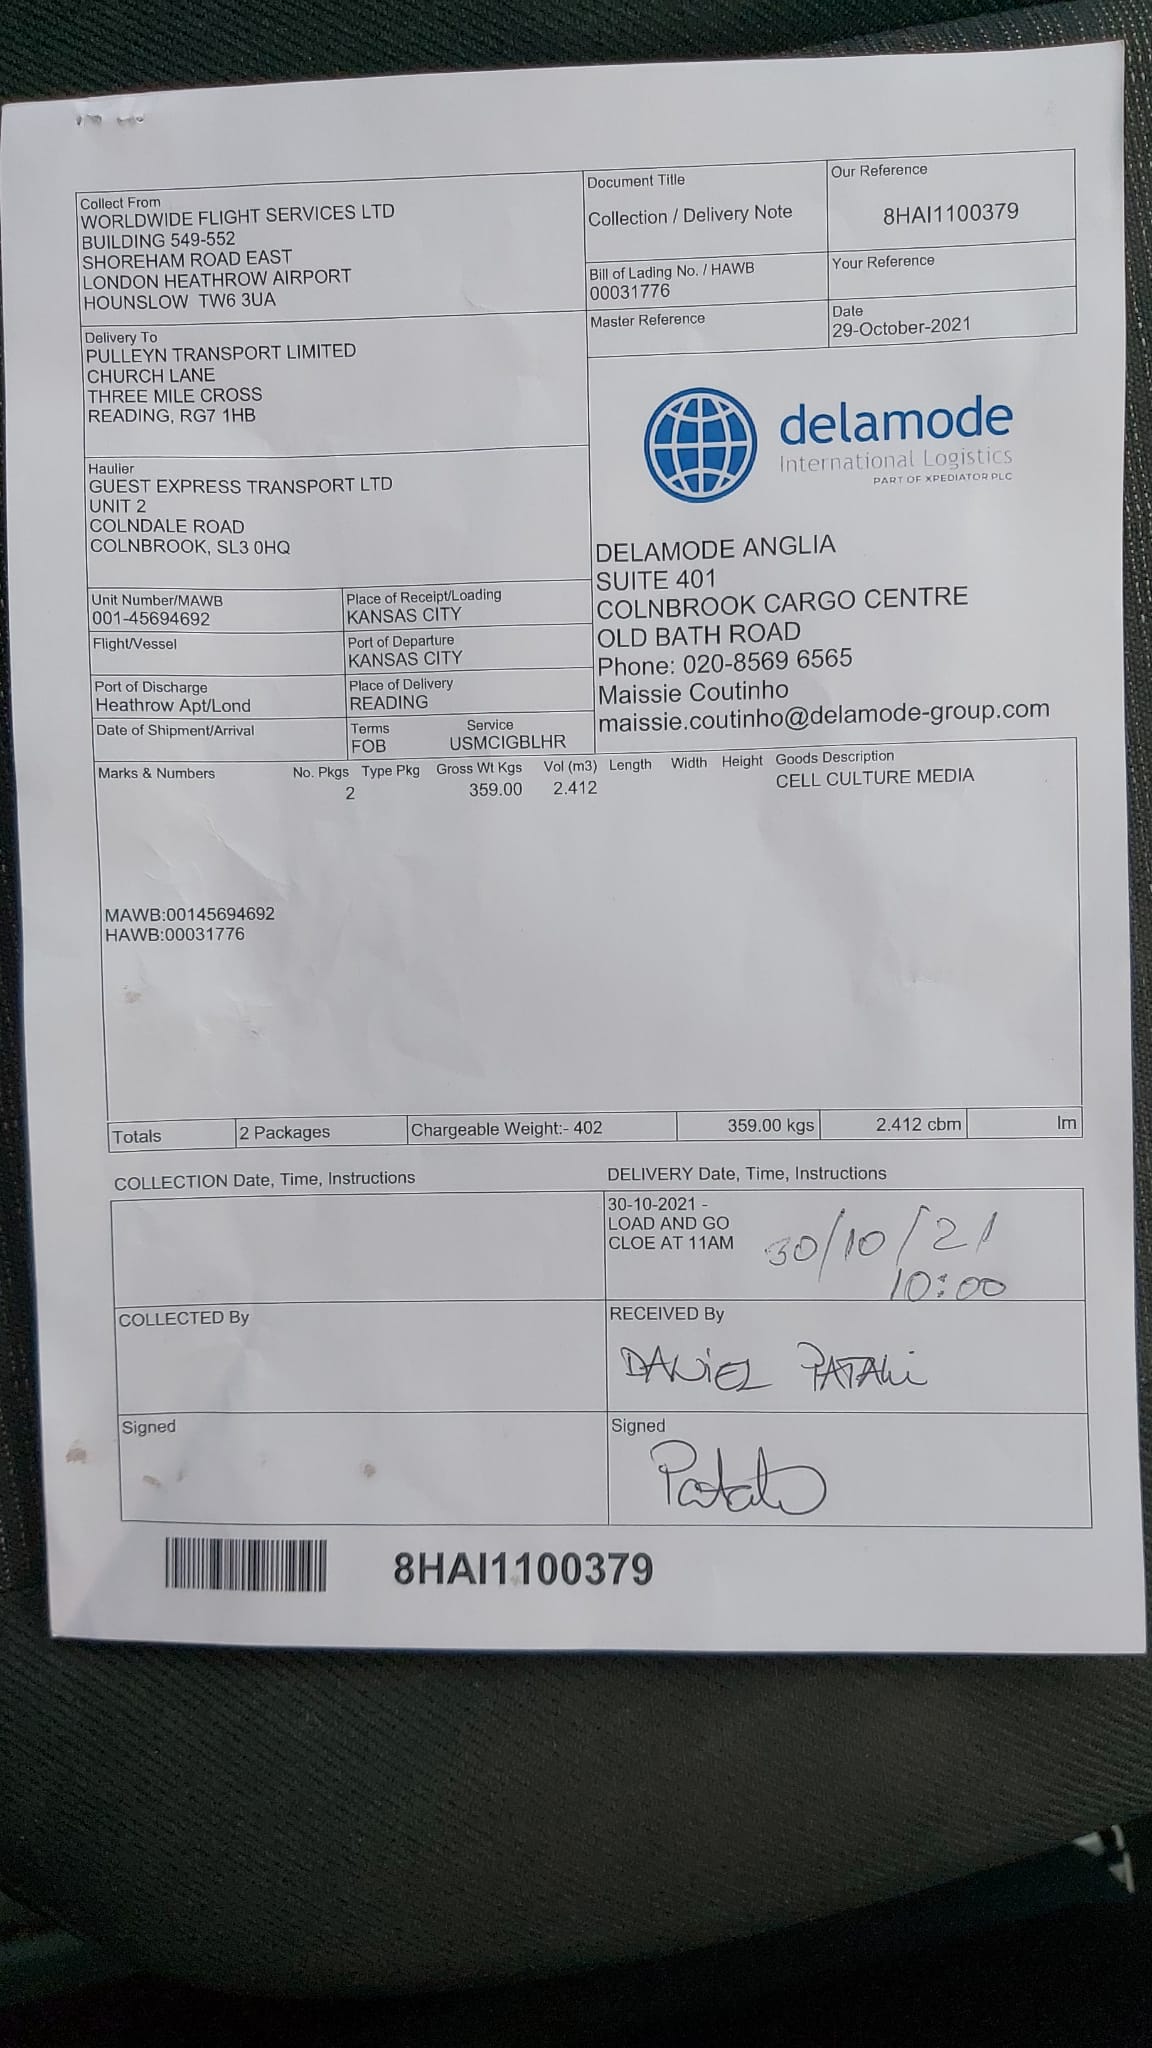 Collect From
WORLDWIDE FLIGHT SERVICES LTD
BUILDING 549-552
SHOREHAM ROAD EAST
LONDON HEATHROW AIRPORT
HOUNSLOW TW6 3UA
Document Title
Collection / Delivery Note
Our Reference
8HAI1100379
Bill of Lading No. / HAWB
00031776
Your Reference
Master Reference
Date
29-October-2021
Delivery To
PULLEYN TRANSPORT LIMITED
CHURCH LANE
THREE MILE CROSS
READING, RG7 1HB
delamode
International Logistics
PART OF XPEDIATOR PLC
Haulier
GUEST EXPRESS TRANSPORT LTD
UNIT 2
COLNDALE ROAD
COLNBROOK, SL3 0HQ
DELAMODE ANGLIA
SUITE 401
COLNBROOK CARGO CENTRE
OLD BATH ROAD
Phone: 020-8569 6565
Maissie Coutinho
maissie.coutinho@delamode-group.com
Unit Number/MAWB
001-45694692
Place of Receipt/Loading
KANSAS CITY
Flight/Vessel
Port of Departure
KANSAS CITY
Port of Discharge
Heathrow Apt/Lond
Place of Delivery
READING
Date of Shipment/Arrival
Terms Service
FOB USMCIGBLHR
Marks & Numbers No. Pkgs Type Pkg Gross Wt Kgs Vol (m3) Length Width Height Goods Description
2 359.00 2.412 CELL CULTURE MEDIA
MAWB:00145694692
HAWB:00031776
Totals 2 Packages Chargeable Weight:- 402 359.00 kgs 2.412 cbm lm
COLLECTION Date, Time, Instructions
DELIVERY Date, Time, Instructions
30-10-2021 -
LOAD AND GO
CLOE AT 11AM
30/10/21
10:00
COLLECTED By
RECEIVED By
DANIEL
Signed
Signed
8HAI1100379